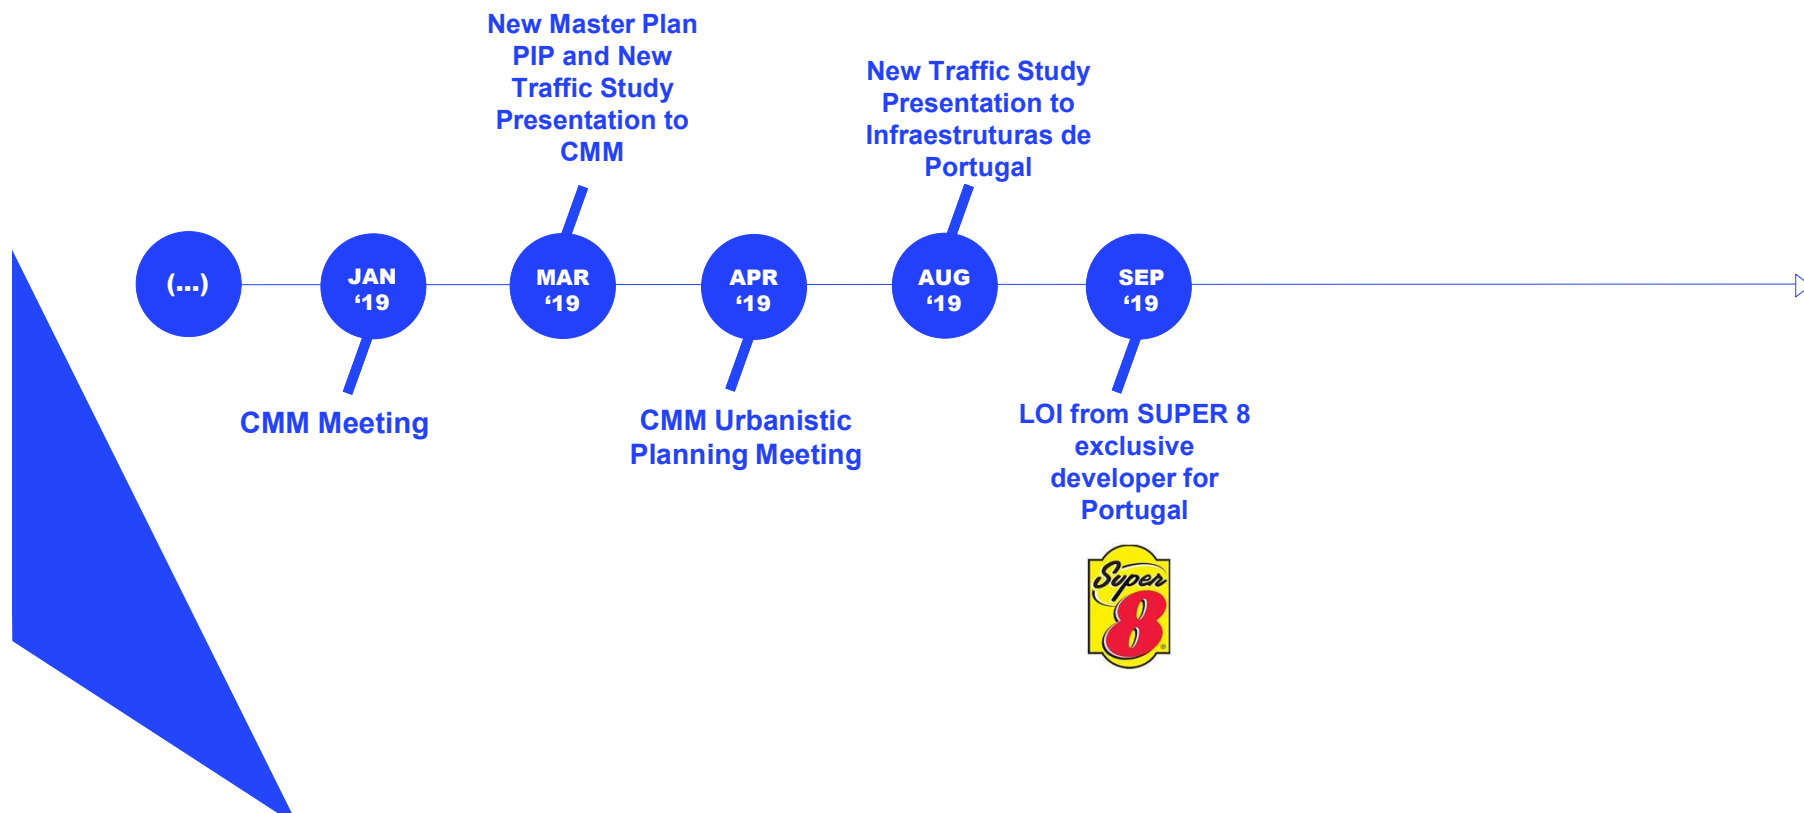 New Master Plan
PIP and New
Traffic Study
Presentation to
CMM
New Traffic Study
Presentation to
Infraestruturas de
Portugal
(...)
JAN
‘19
MAR
‘19
APR
‘19
AUG
‘19
SEP
‘19
CMM Meeting
CMM Urbanistic
Planning Meeting
LOI from SUPER 8
exclusive
developer for
Portugal
Super
8
®